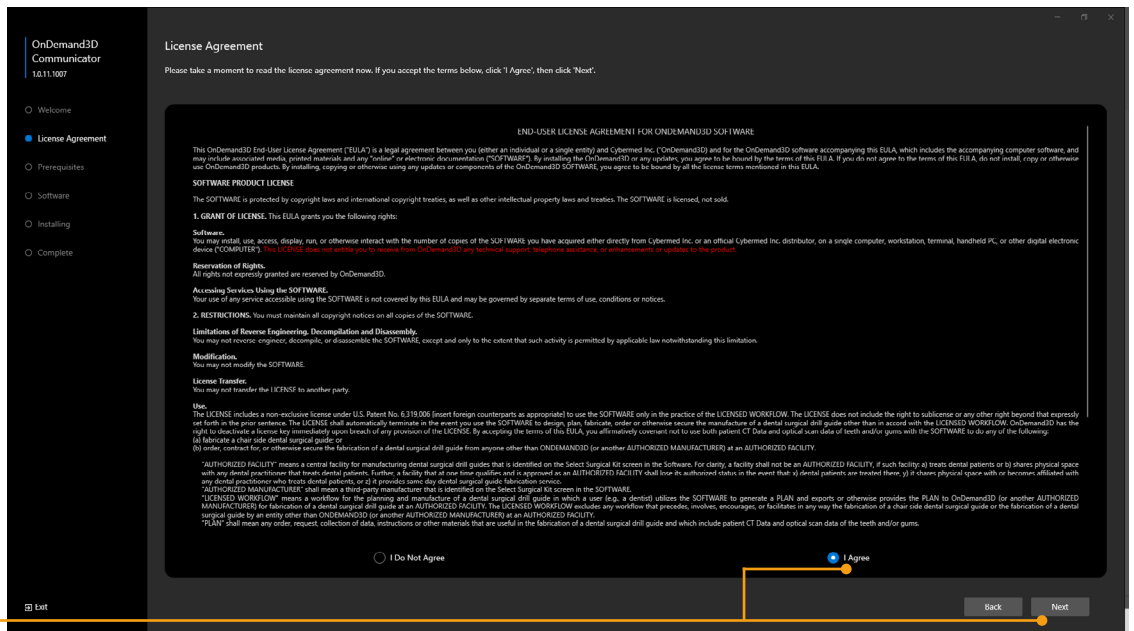 OnDemand3D
Communicator
1.0.11.1007
Welcome
License Agreement
Prerequisites
Software
Installing
Complete
Exit
License Agreement
Please take a moment to read the license agreement now. If you accept the terms below, click 'I Agree', then click 'Next'.
END-USER LICENSE AGREEMENT FOR ONDEMAND3D SOFTWARE
This OnDemand3D End-User License Agreement ("EULA") is a legal agreement between you (either an individual or a single entity) and Cybermed Inc. ("OnDemand3D) and for the OnDemand3D software accompanying this EULA, which includes the accompanying computer software, and
may include associated media, printed materials and any "online" or electronic documentation ("SOFTWARE"). By installing the OnDemand3D or any updates, you agree to be bound by the terms of this EULA. If you do not agree to the terms of this EULA, do not install, copy or otherwise
use OnDemand3D products. By installing, copying or otherwise using any updates or components of the OnDemand3D SOFTWARE, you agree to be bound by all the license terms mentioned in this EULA.
SOFTWARE PRODUCT LICENSE
The SOFTWARE is protected by copyright laws and international copyright treaties, as well as other intellectual property laws and treaties. The SOFTWARE is licensed, not sold.
1. GRANT OF LICENSE. This EULA grants you the following rights:
Software.
You may install, use, access, display, run, or otherwise interact with the number of copies of the SOFTWARE you have acquired either directly from Cybermed Inc. or an official Cybermed Inc. distributor, on a single computer, workstation, terminal, handheld PC, or other digital electronic
device ("COMPUTER"). This LICENSE does not entitle you to receive from OnDemand3D any technical support, telephone assistance, or enhancements or updates to the product.
Reservation of Rights.
All rights not expressly granted are reserved by OnDemand3D.
Accessing Services Using the SOFTWARE.
Your use of any service accessible using the SOFTWARE is not covered by this EULA and may be governed by separate terms of use, conditions or notices.
2. RESTRICTIONS. You must maintain all copyright notices on all copies of the SOFTWARE.
Limitations of Reverse Engineering. Decompilation and Disassembly.
You may not reverse-engineer, decompile, or disassemble the SOFTWARE, except and only to the extent that such activity is permitted by applicable law notwithstanding this limitation.
Modification.
You may not modify the SOFTWARE.
License Transfer.
You may not transfer the LICENSE to another party.
Use.
The LICENSE includes a non-exclusive license under U.S. Patent No. 6,319,006 [insert foreign counterparts as appropriate] to use the SOFTWARE only in the practice of the LICENSED WORKFLOW. The LICENSE does not include the right to sublicense or any other right beyond that expressly
set forth in the prior sentence. The LICENSE shall automatically terminate in the event you use the SOFTWARE to design, plan, fabricate, order or otherwise secure the manufacture of a dental surgical drill guide other than in accord with the LICENSED WORKFLOW. OnDemand3D has the
right to deactivate a license key immediately upon breach of any provision of the LICENSE. By accepting the terms of this EULA, you affirmatively covenant not to use both patient CT Data and optical scan data of teeth and/or gums with the SOFTWARE to do any of the following:
(a) fabricate a chair side dental surgical guide; or
(b) order, contract for, or otherwise secure the fabrication of a dental surgical drill guide from anyone other than ONDEMAND3D (or another AUTHORIZED MANUFACTURER) at an AUTHORIZED FACILITY.
"AUTHORIZED FACILITY" means a central facility for manufacturing dental surgical drill guides that is identified on the Select Surgical Kit screen in the Software. For clarity, a facility shall not be an AUTHORIZED FACILITY, if such facility: a) treats dental patients or b) shares physical space
with any dental practitioner that treats dental patients. Further, a facility that at one time qualifies and is approved as an AUTHORIZED FACILITY shall lose its authorized status in the event that: x) dental patients are treated there, y) it shares physical space with or becomes affiliated with
any dental practitioner who treats dental patients, or z) it provides same day dental surgical guide fabrication service.
"AUTHORIZED MANUFACTURER" shall mean a third-party manufacturer that is identified on the Select Surgical Kit screen in the SOFTWARE.
"LICENSED WORKFLOW" means a workflow for the planning and manufacture of a dental surgical drill guide in which a user (e.g. a dentist) utilizes the SOFTWARE to generate a PLAN and exports or otherwise provides the PLAN to OnDemand3D (or another AUTHORIZED
MANUFACTURER) for fabrication of a dental surgical drill guide at an AUTHORIZED FACILITY. The LICENSED WORKFLOW excludes any workflow that precedes, involves, encourages, or facilitates in any way the fabrication of a chair side dental surgical guide or the fabrication of a dental
surgical guide by an entity other than ONDEMAND3D (or another AUTHORIZED MANUFACTURER) at an AUTHORIZED FACILITY.
"PLAN" shall mean any order, request, collection of data, instructions or other materials that are useful in the fabrication of a dental surgical drill guide and which include patient CT Data and optical scan data of the teeth and/or gums.
I Do Not Agree
I Agree
Back
Next